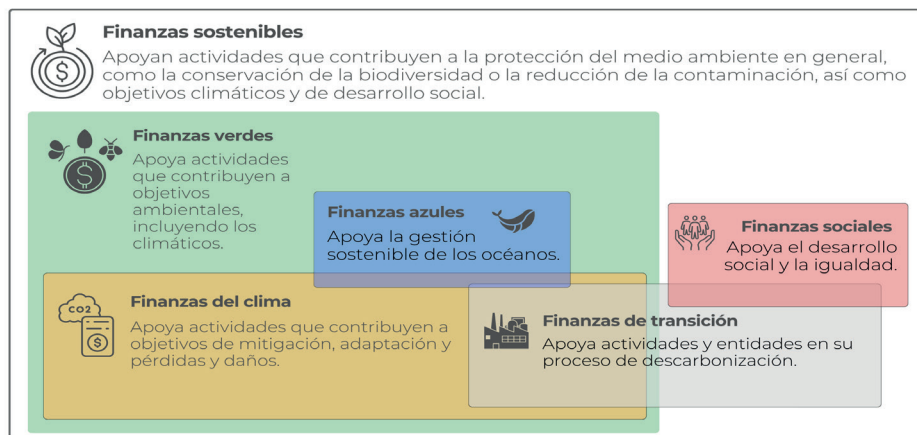 Finanzas sostenibles
Apoyan actividades que contribuyen a la protección del medio ambiente en general,
como la conservación de la biodiversidad o la reducción de la contaminación, así como
objetivos climáticos y de desarrollo social.
Finanzas verdes
Apoya actividades
que contribuyen a
objetivos
ambientales,
incluyendo los
climáticos.
Finanzas azules
Apoya la gestión
sostenible de los océanos.
Finanzas sociales
Apoya el desarrollo
social y la igualdad.
CO2
Finanzas del clima
Apoya actividades que contribuyen a
objetivos de mitigación, adaptación y
pérdidas y daños.
Finanzas de transición
Apoya actividades y entidades en su
proceso de descarbonización.